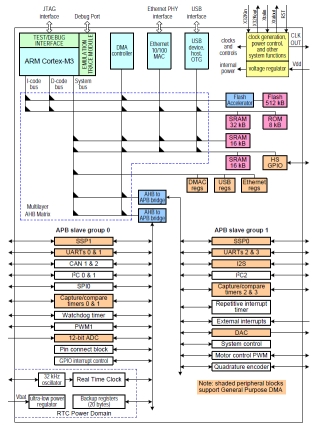 JTAG interface
Debug Port
Ethernet PHY interface
USB interface
RST
CLK OUT
Vdd
TEST/DEBUG INTERFACE
EMULATION TRACE MODULE
ARM Cortex-M3
DMA controller
Ethernet 10/100 MAC
USB device, host, OTG
clocks and controls
internal power
clock generation, power control, and other system functions
voltage regulator
I-code bus
D-code bus
System bus
Flash Accelerator
Flash 512 kB
SRAM 32 kB
ROM 8 kB
SRAM 16 kB
SRAM 16 kB
HS GPIO
DMAC regs
USB regs
Ethernet regs
Multilayer AHB Matrix
AHB to APB bridge
AHB to APB bridge
APB slave group 0
SSP1
UARTs 0 & 1
CAN 1 & 2
I²C 0 & 1
SPI0
Capture/compare timers 0 & 1
Watchdog timer
PWM1
12-bit ADC
Pin connect block
GPIO interrupt control
32 kHz oscillator
Real Time Clock
Vbat
ultra-low power regulator
Backup registers (20 bytes)
RTC Power Domain
APB slave group 1
SSP0
UARTs 2 & 3
I2S
I²C2
Capture/compare timers 2 & 3
Repetitive interrupt timer
External interrupts
DAC
System control
Motor control PWM
Quadrature encoder
Note: shaded peripheral blocks support General Purpose DMA